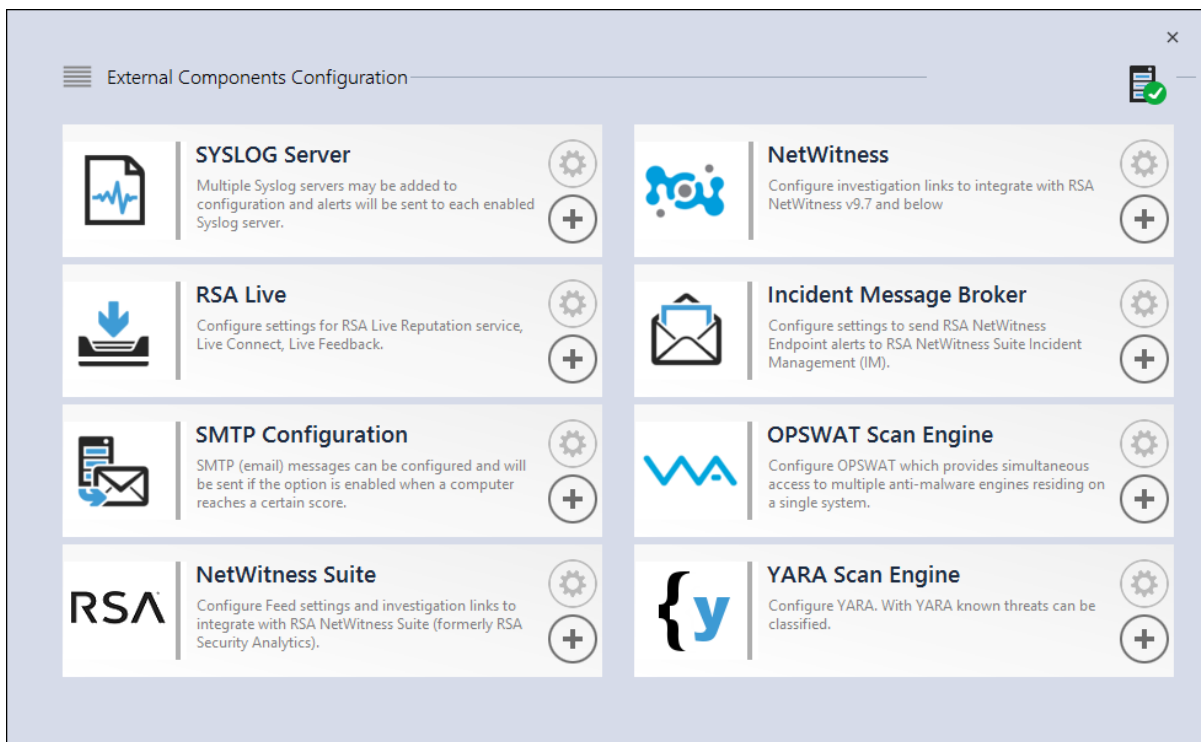 External Components Configuration
SYSLOG Server
Multiple Syslog servers may be added to
configuration and alerts will be sent to each enabled
Syslog server.
NetWitness
Configure investigation links to integrate with RSA
NetWitness v9.7 and below
RSA Live
Configure settings for RSA Live Reputation service,
Live Connect, Live Feedback.
Incident Message Broker
Configure settings to send RSA NetWitness
Endpoint alerts to RSA NetWitness Suite Incident
Management (IM).
SMTP Configuration
SMTP (email) messages can be configured and will
be sent if the option is enabled when a computer
reaches a certain score.
OPSWAT Scan Engine
Configure OPSWAT which provides simultaneous
access to multiple anti-malware engines residing on
a single system.
RSA
NetWitness Suite
Configure Feed settings and investigation links to
integrate with RSA NetWitness Suite (formerly RSA
Security Analytics).
{y
YARA Scan Engine
Configure YARA. With YARA known threats can be
classified.